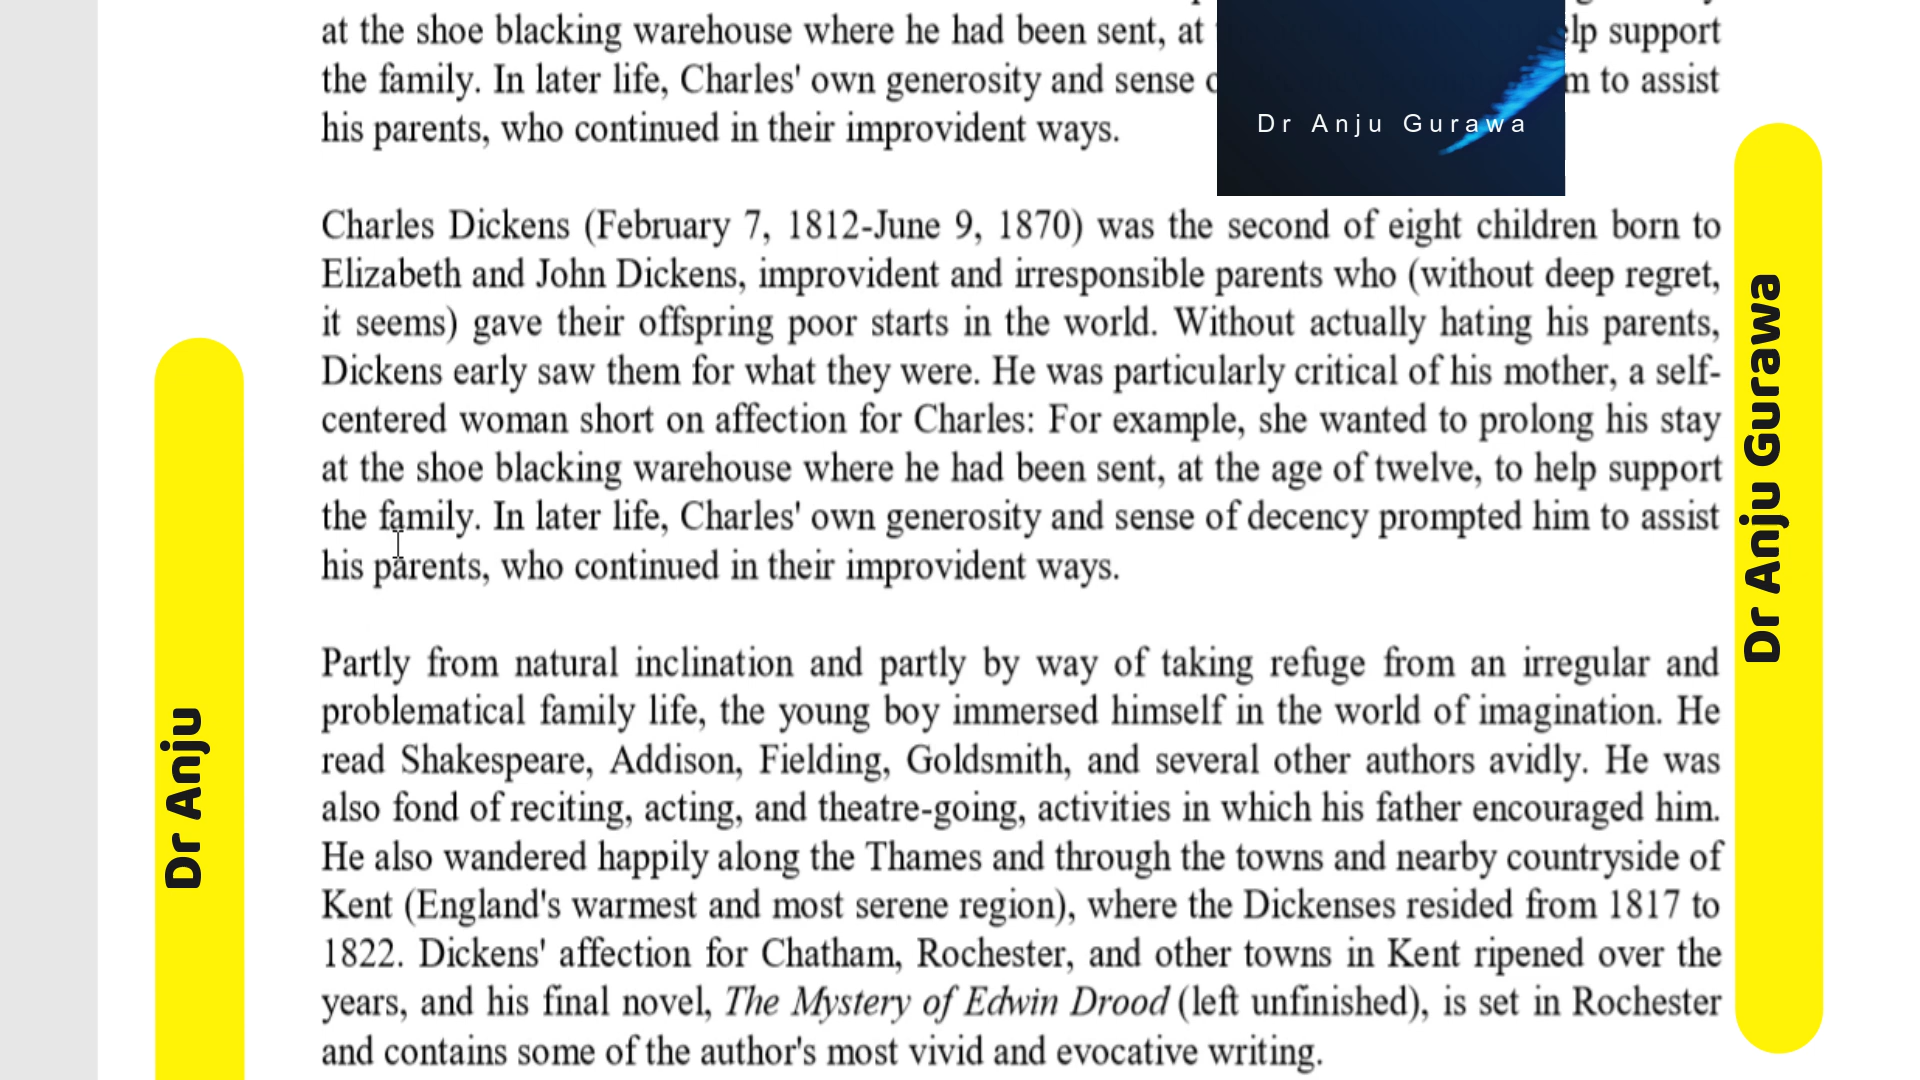 at the shoe blacking warehouse where he had been sent, at lp support
the family. In later life, Charles' own generosity and sense to assist
his parents, who continued in their improvident ways.
Dr Anju Gurawa
Charles Dickens (February 7, 1812-June 9, 1870) was the second of eight children born to
Elizabeth and John Dickens, improvident and irresponsible parents who (without deep regret,
it seems) gave their offspring poor starts in the world. Without actually hating his parents,
Dickens early saw them for what they were. He was particularly critical of his mother, a self-
centered woman short on affection for Charles: For example, she wanted to prolong his stay
at the shoe blacking warehouse where he had been sent, at the age of twelve, to help support
the family. In later life, Charles' own generosity and sense of decency prompted him to assist
his parents, who continued in their improvident ways.
Partly from natural inclination and partly by way of taking refuge from an irregular and
problematical family life, the young boy immersed himself in the world of imagination. He
read Shakespeare, Addison, Fielding, Goldsmith, and several other authors avidly. He was
also fond of reciting, acting, and theatre-going, activities in which his father encouraged him.
He also wandered happily along the Thames and through the towns and nearby countryside of
Kent (England's warmest and most serene region), where the Dickenses resided from 1817 to
1822. Dickens' affection for Chatham, Rochester, and other towns in Kent ripened over the
years, and his final novel, The Mystery of Edwin Drood (left unfinished), is set in Rochester
and contains some of the author's most vivid and evocative writing.
Dr Anju
Dr Anju Gurawa